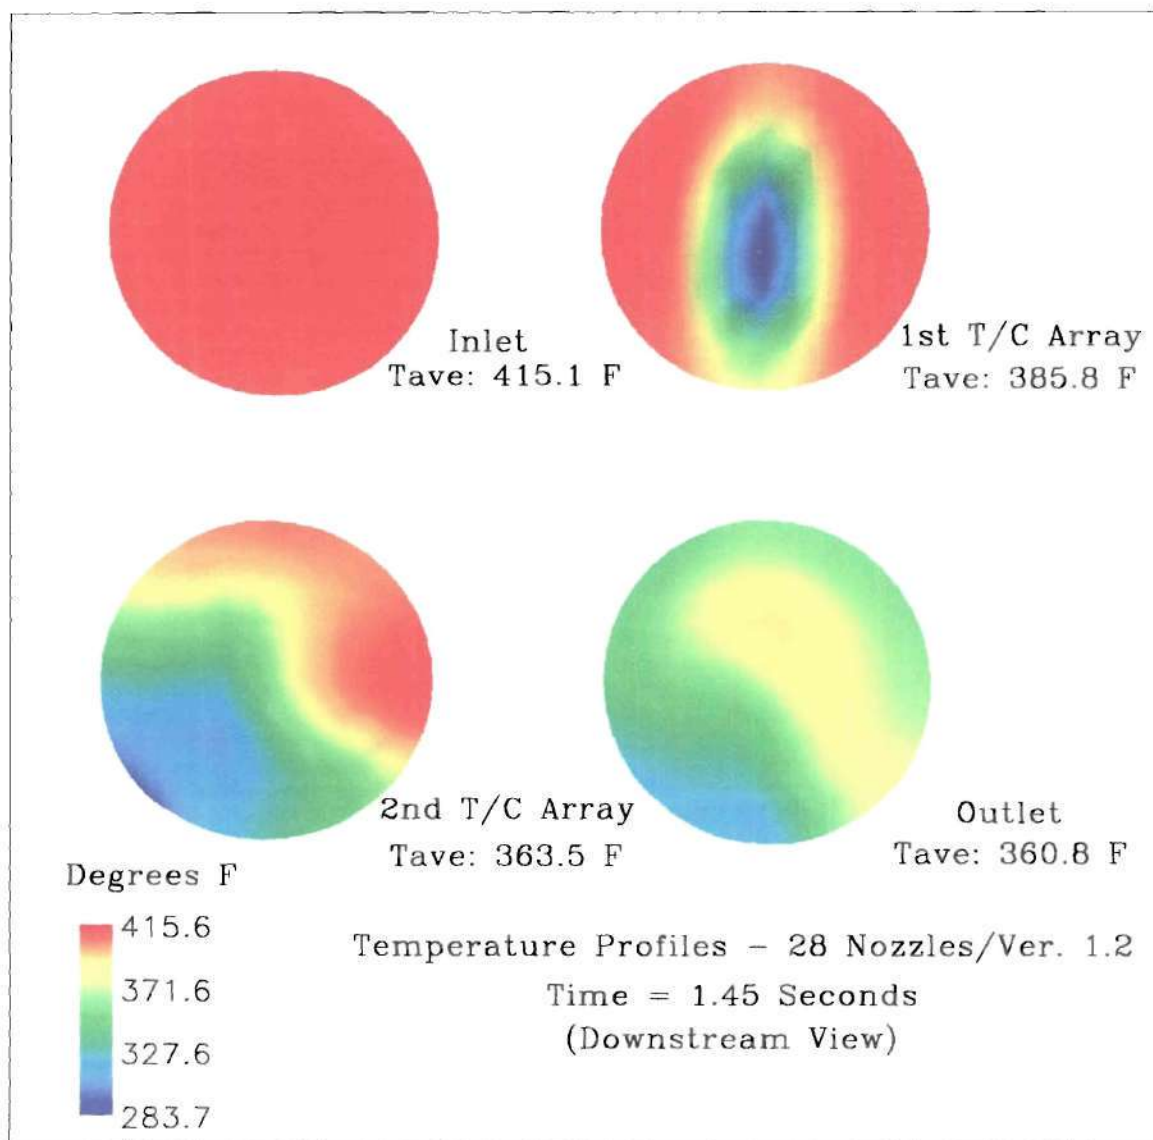 Inlet
Tave: 415.1 F
1st T/C Array
Tave: 385.8 F
2nd T/C Array
Tave: 363.5 F
Outlet
Tave: 360.8 F
Degrees F
415.6
371.6
327.6
283.7
Temperature Profiles - 28 Nozzles/Ver. 1.2
Time = 1.45 Seconds
(Downstream View)